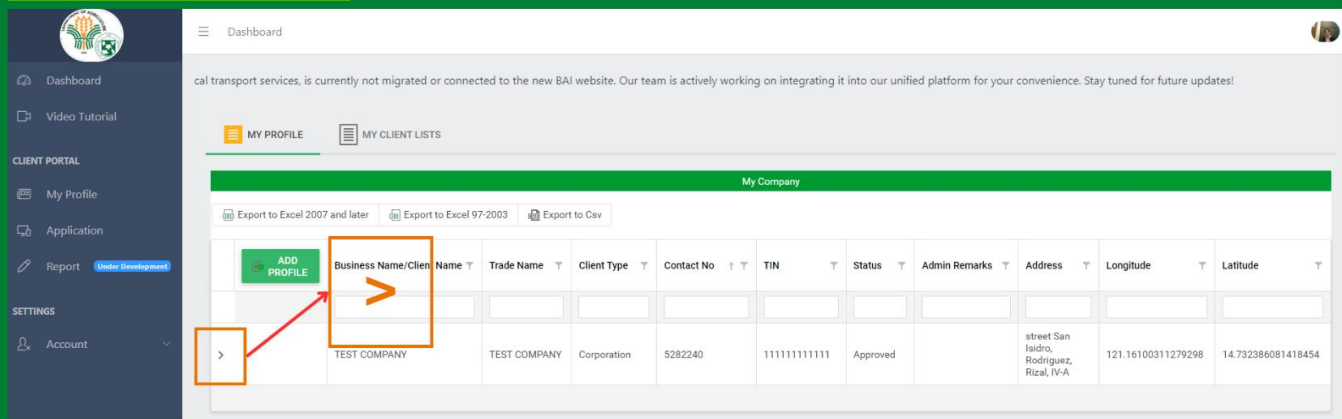 Dashboard
cal transport services, is currently not migrated or connected to the new BAI website. Our team is actively working on integrating it into our unified platform for your convenience. Stay tuned for future updates!
Dashboard
Video Tutorial
CLIENT PORTAL
My Profile
Application
Report Under Development
SETTINGS
Account
MY PROFILE MY CLIENT LISTS
My Company
Export to Excel 2007 and later Export to Excel 97-2003 Export to Csv
ADD PROFILE Business Name/Client Name Trade Name Client Type Contact No TIN Status Admin Remarks Address Longitude Latitude
>
> TEST COMPANY TEST COMPANY Corporation 5282240 111111111111 Approved street San Isidro, Rodriguez, Rizal, IV-A 121.16100311279298 14.732386081418454